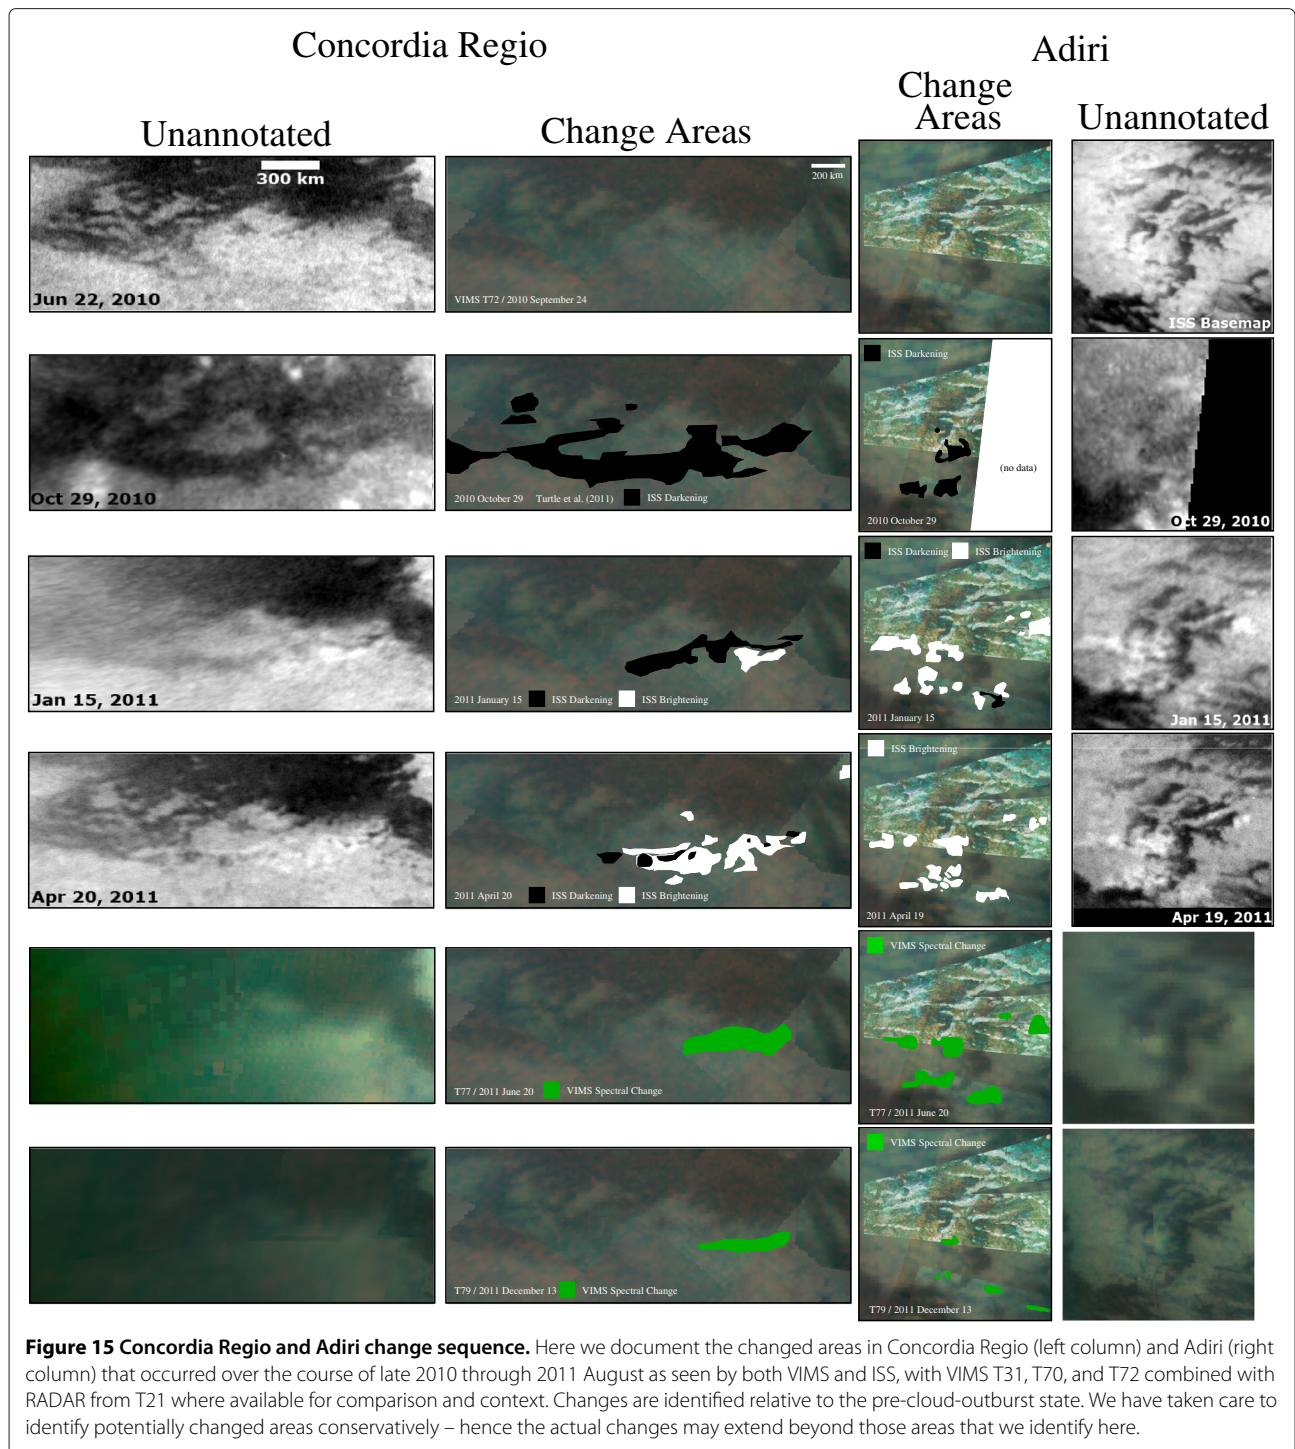 Concordia Regio
Adiri
Unannotated
Change Areas
Change
Areas
Unannotated
300 km
Jun 22, 2010
200 km
VIMS T72 / 2010 September 24
ISS Basemap
Oct 29, 2010
2010 October 29 Turtle et al. (2011) ISS Darkening
ISS Darkening
(no data)
2010 October 29
Oct 29, 2010
Jan 15, 2011
2011 January 15 ISS Darkening ISS Brightening
ISS Darkening ISS Brightening
2011 January 15
Jan 15, 2011
Apr 20, 2011
2011 April 20 ISS Darkening ISS Brightening
ISS Brightening
2011 April 19
Apr 19, 2011
T77 / 2011 June 20 VIMS Spectral Change
VIMS Spectral Change
T77 / 2011 June 20
T79 / 2011 December 13 VIMS Spectral Change
VIMS Spectral Change
T79 / 2011 December 13
Figure 15 Concordia Regio and Adiri change sequence. Here we document the changed areas in Concordia Regio (left column) and Adiri (right
column) that occurred over the course of late 2010 through 2011 August as seen by both VIMS and ISS, with VIMS T31, T70, and T72 combined with
RADAR from T21 where available for comparison and context. Changes are identified relative to the pre-cloud-outburst state. We have taken care to
identify potentially changed areas conservatively – hence the actual changes may extend beyond those areas that we identify here.